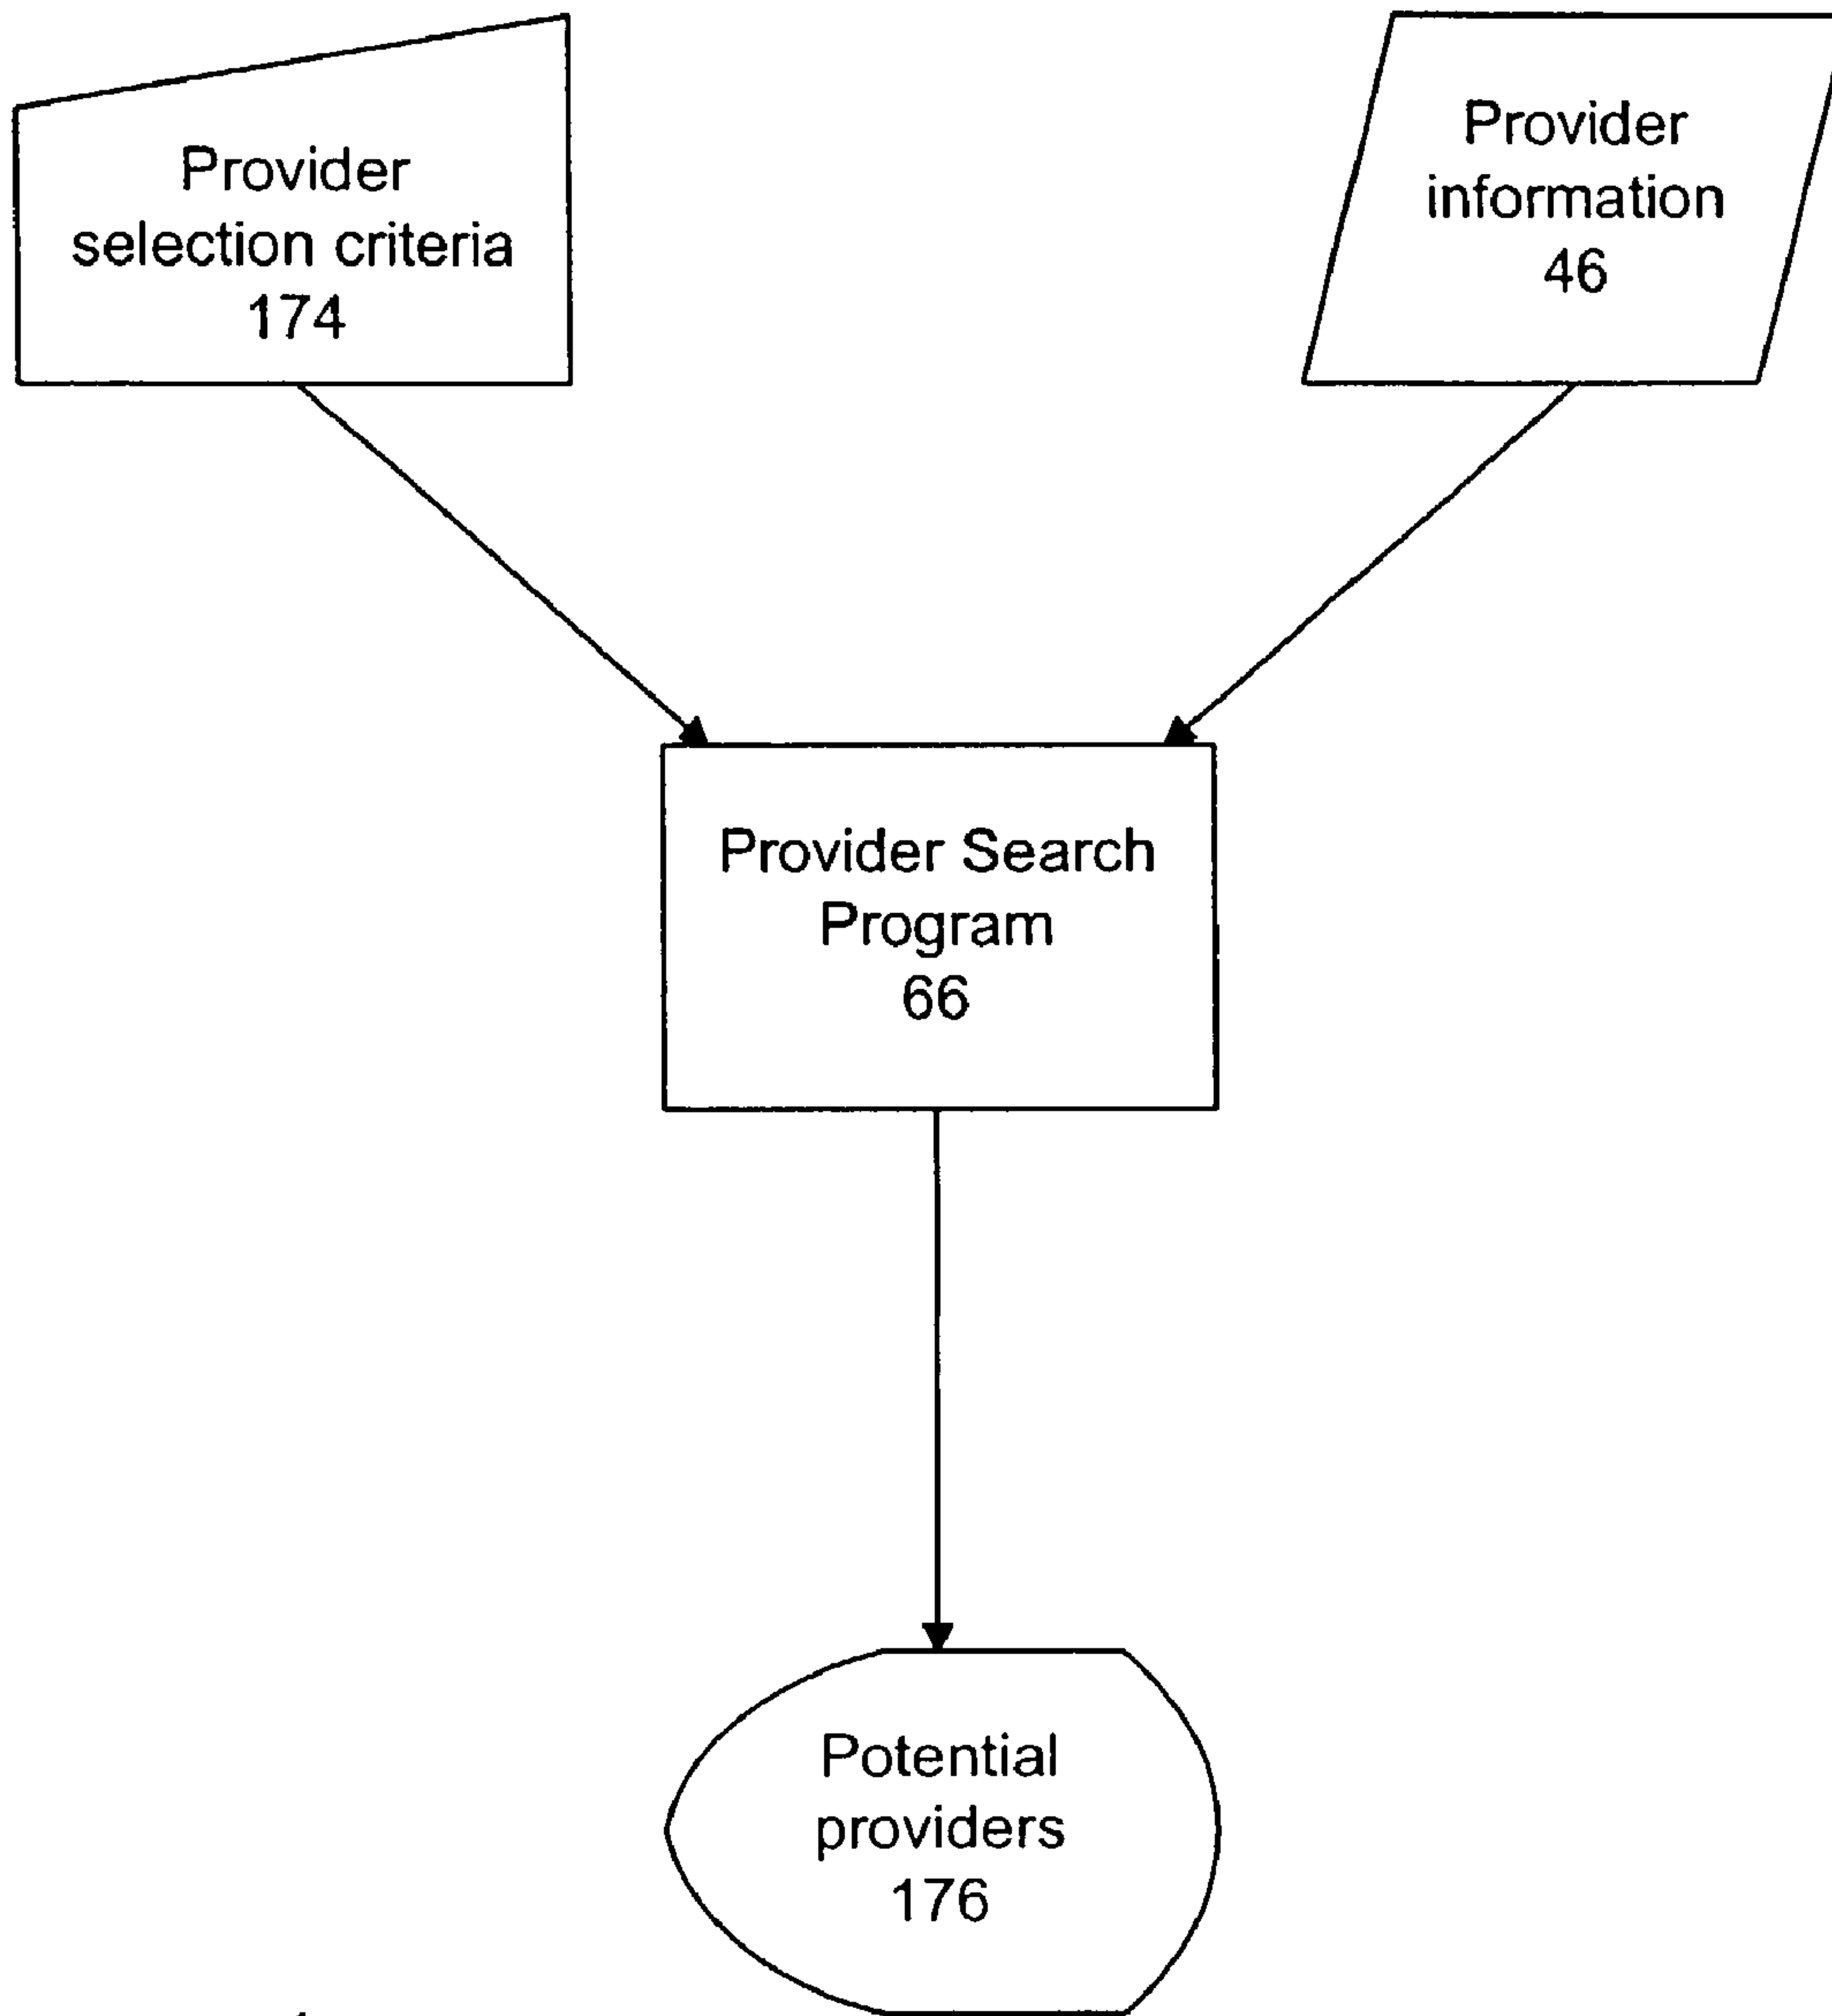 Provider
selection criteria
174
Provider
information
46
Provider Search
Program
66
Potential
providers
176